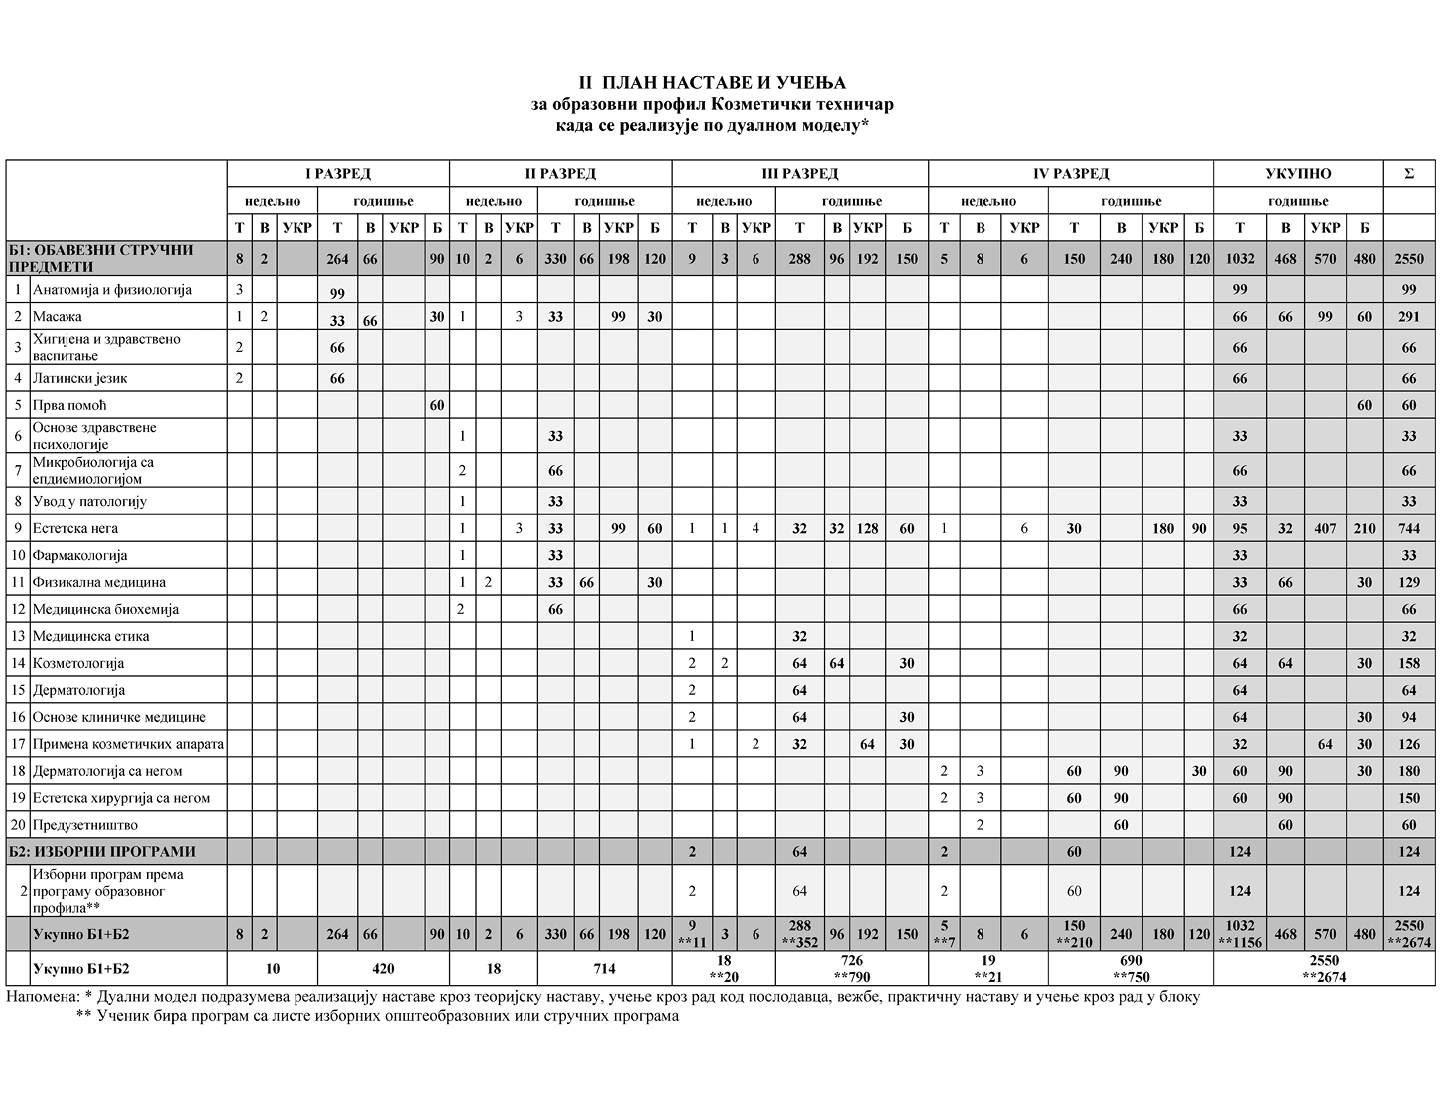 II ПЛАН НАСТАВЕ И УЧЕЊА
за образовни профил Козметички техничар
када се реализује по дуалном моделу*
I РАЗРЕД II РАЗРЕД III РАЗРЕД IV РАЗРЕД УКУПНО Σ
недељно годишње недељно годишње недељно годишње недељно годишње годишње
Т В УКР Т В УКР Б Т В УКР Т В УКР Б Т В УКР Т В УКР Б Т В УКР Т В УКР Б Т В УКР Б
Б1: ОБАВЕЗНИ СТРУЧНИ
ПРЕДМЕТИ 8 2 264 66 90 10 2 6 330 66 198 120 9 3 6 288 96 192 150 5 8 6 150 240 180 120 1032 468 570 480 2550
1 Анатомија и физиологија 3 99 99 99
2 Масажа 1 2 33 66 30 1 3 33 99 30 66 66 99 60 291
3 Хигијена и здравствено
васпитање 2 66 66 66
4 Латински језик 2 66 66 66
5 Прва помоћ 60 60 60
6 Основе здравствене
психологије 1 33 33 33
7 Микробиологија са
епдиемиологијом 2 66 66 66
8 Увод у патологију 1 33 33 33
9 Естетска нега 1 3 33 99 60 1 1 4 32 32 128 60 1 6 30 180 90 95 32 407 210 744
10 Фармакологија 1 33 33 33
11 Физикална медицина 1 2 33 66 30 33 66 30 129
12 Медицинска биохемија 2 66 66 66
13 Медицинска етика 1 32 32 32
14 Козметологија 2 2 64 64 30 64 64 30 158
15 Дерматологија 2 64 64 64
16 Основе клиничке медицине 2 64 30 64 30 94
17 Примена козметичких апарата 1 2 32 64 30 32 64 30 126
18 Дерматологија са негом 2 3 60 90 30 60 90 30 180
19 Естетска хирургија са негом 2 3 60 90 60 90 150
20 Предузетништво 2 60 60 60
Б2: ИЗБОРНИ ПРОГРАМИ 2 64 2 60 124 124
2 Изборни програм према
програму образовног
профила** 2 64 2 60 124 124
Укупно Б1+Б2 8 2 264 66 90 10 2 6 330 66 198 120 9 3 6 288 96 192 150 5 8 6 150 240 180 120 1032 468 570 480 2550
**11 **352 **7 **210 **1156 **2674
Укупно Б1+Б2 10 420 18 714 18 726 19 690 2550
**20 **790 **21 **750 **2674
Напомена: * Дуални модел подразумева реализацију наставе кроз теоријску наставу, учење кроз рад код послодавца, вежбе, практичну наставу и учење кроз рад у блоку
** Ученик бира програм са листе изборних општеобразовних или стручних програма